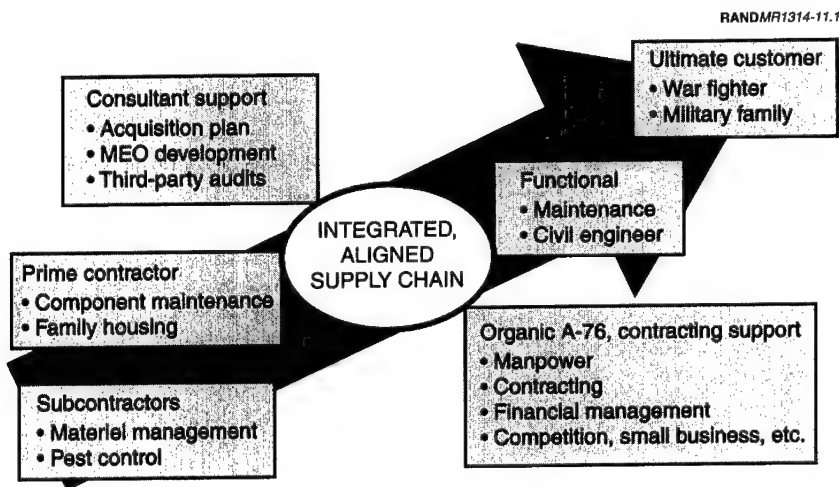 RANDMR1314-11.1
Ultimate customer
• War fighter
• Military family
Consultant support
• Acquisition plan
• MEO development
• Third-party audits
Functional
• Maintenance
• Civil engineer
INTEGRATED,
ALIGNED
SUPPLY CHAIN
Prime contractor
• Component maintenance
• Family housing
Organic A-76, contracting support
• Manpower
• Contracting
• Financial management
• Competition, small business, etc.
Subcontractors
• Materiel management
• Pest control